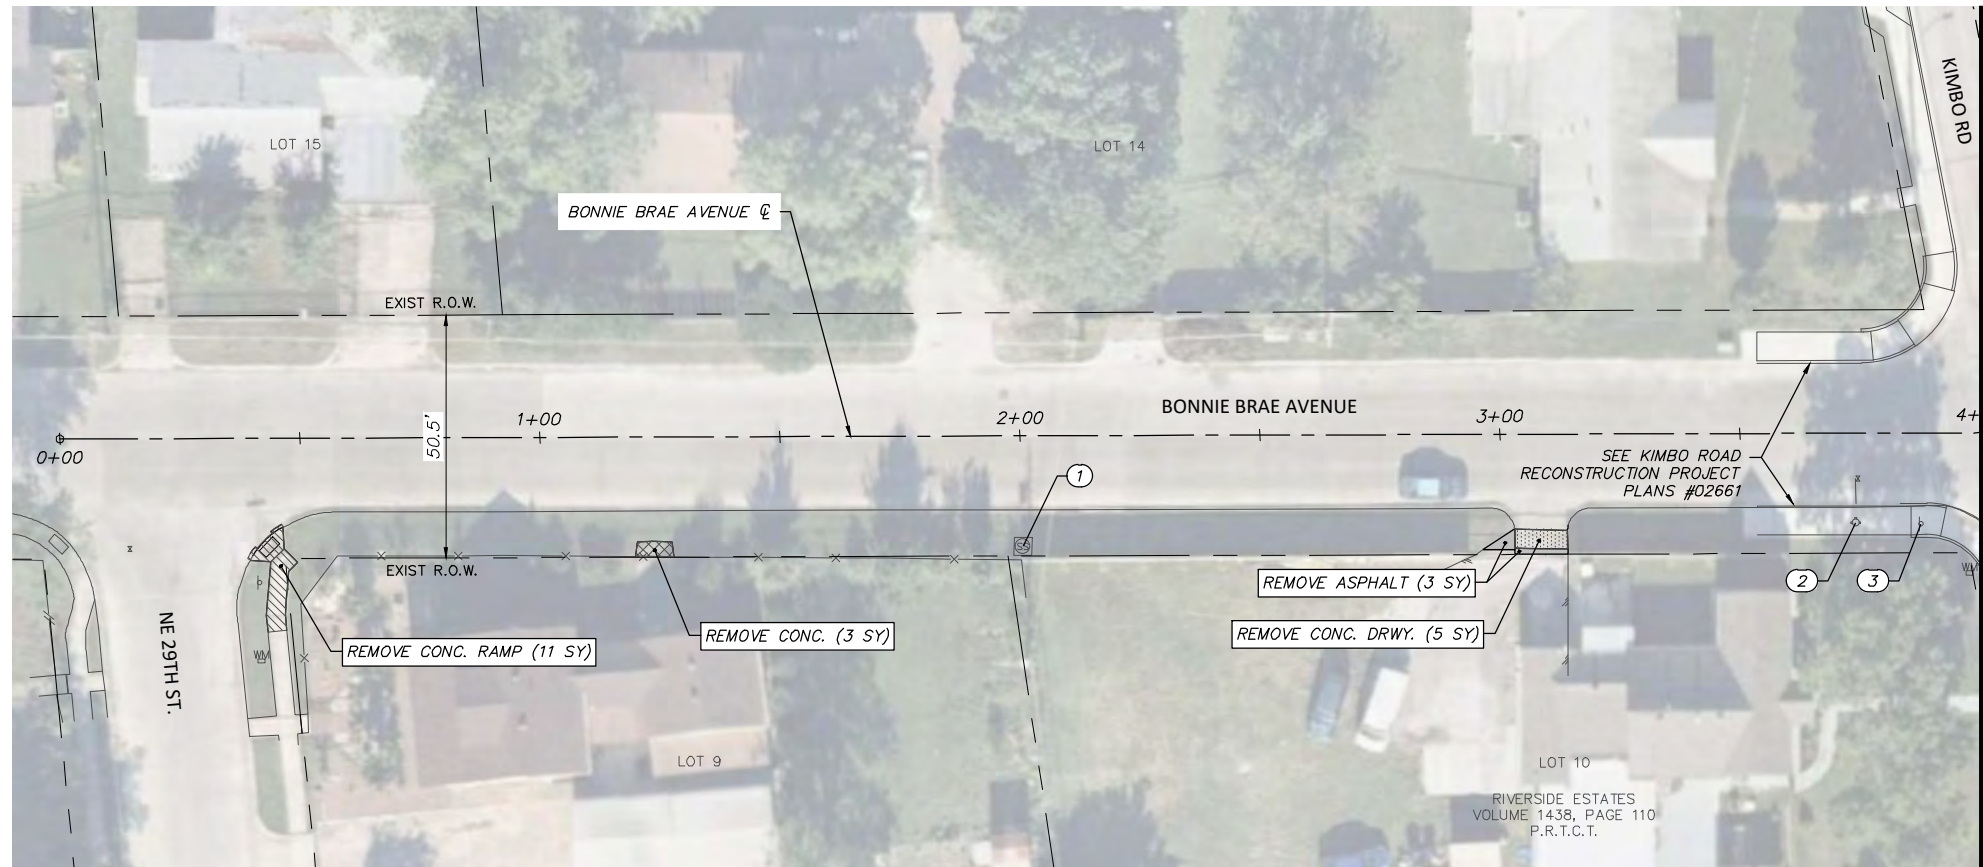 KIMBO RD
LOT 15
LOT 14
BONNIE BRAE AVENUE ℄
EXIST R.O.W.
50.5'
BONNIE BRAE AVENUE
0+00
1+00
2+00
3+00
4+
SEE KIMBO ROAD
RECONSTRUCTION PROJECT
PLANS #02661
1
SS
EXIST R.O.W.
2
3
REMOVE ASPHALT (3 SY)
REMOVE CONC. DRWY. (5 SY)
REMOVE CONC. (3 SY)
REMOVE CONC. RAMP (11 SY)
WM
WM
NE 29TH ST.
LOT 9
LOT 10
RIVERSIDE ESTATES
VOLUME 1438, PAGE 110
P.R.T.C.T.